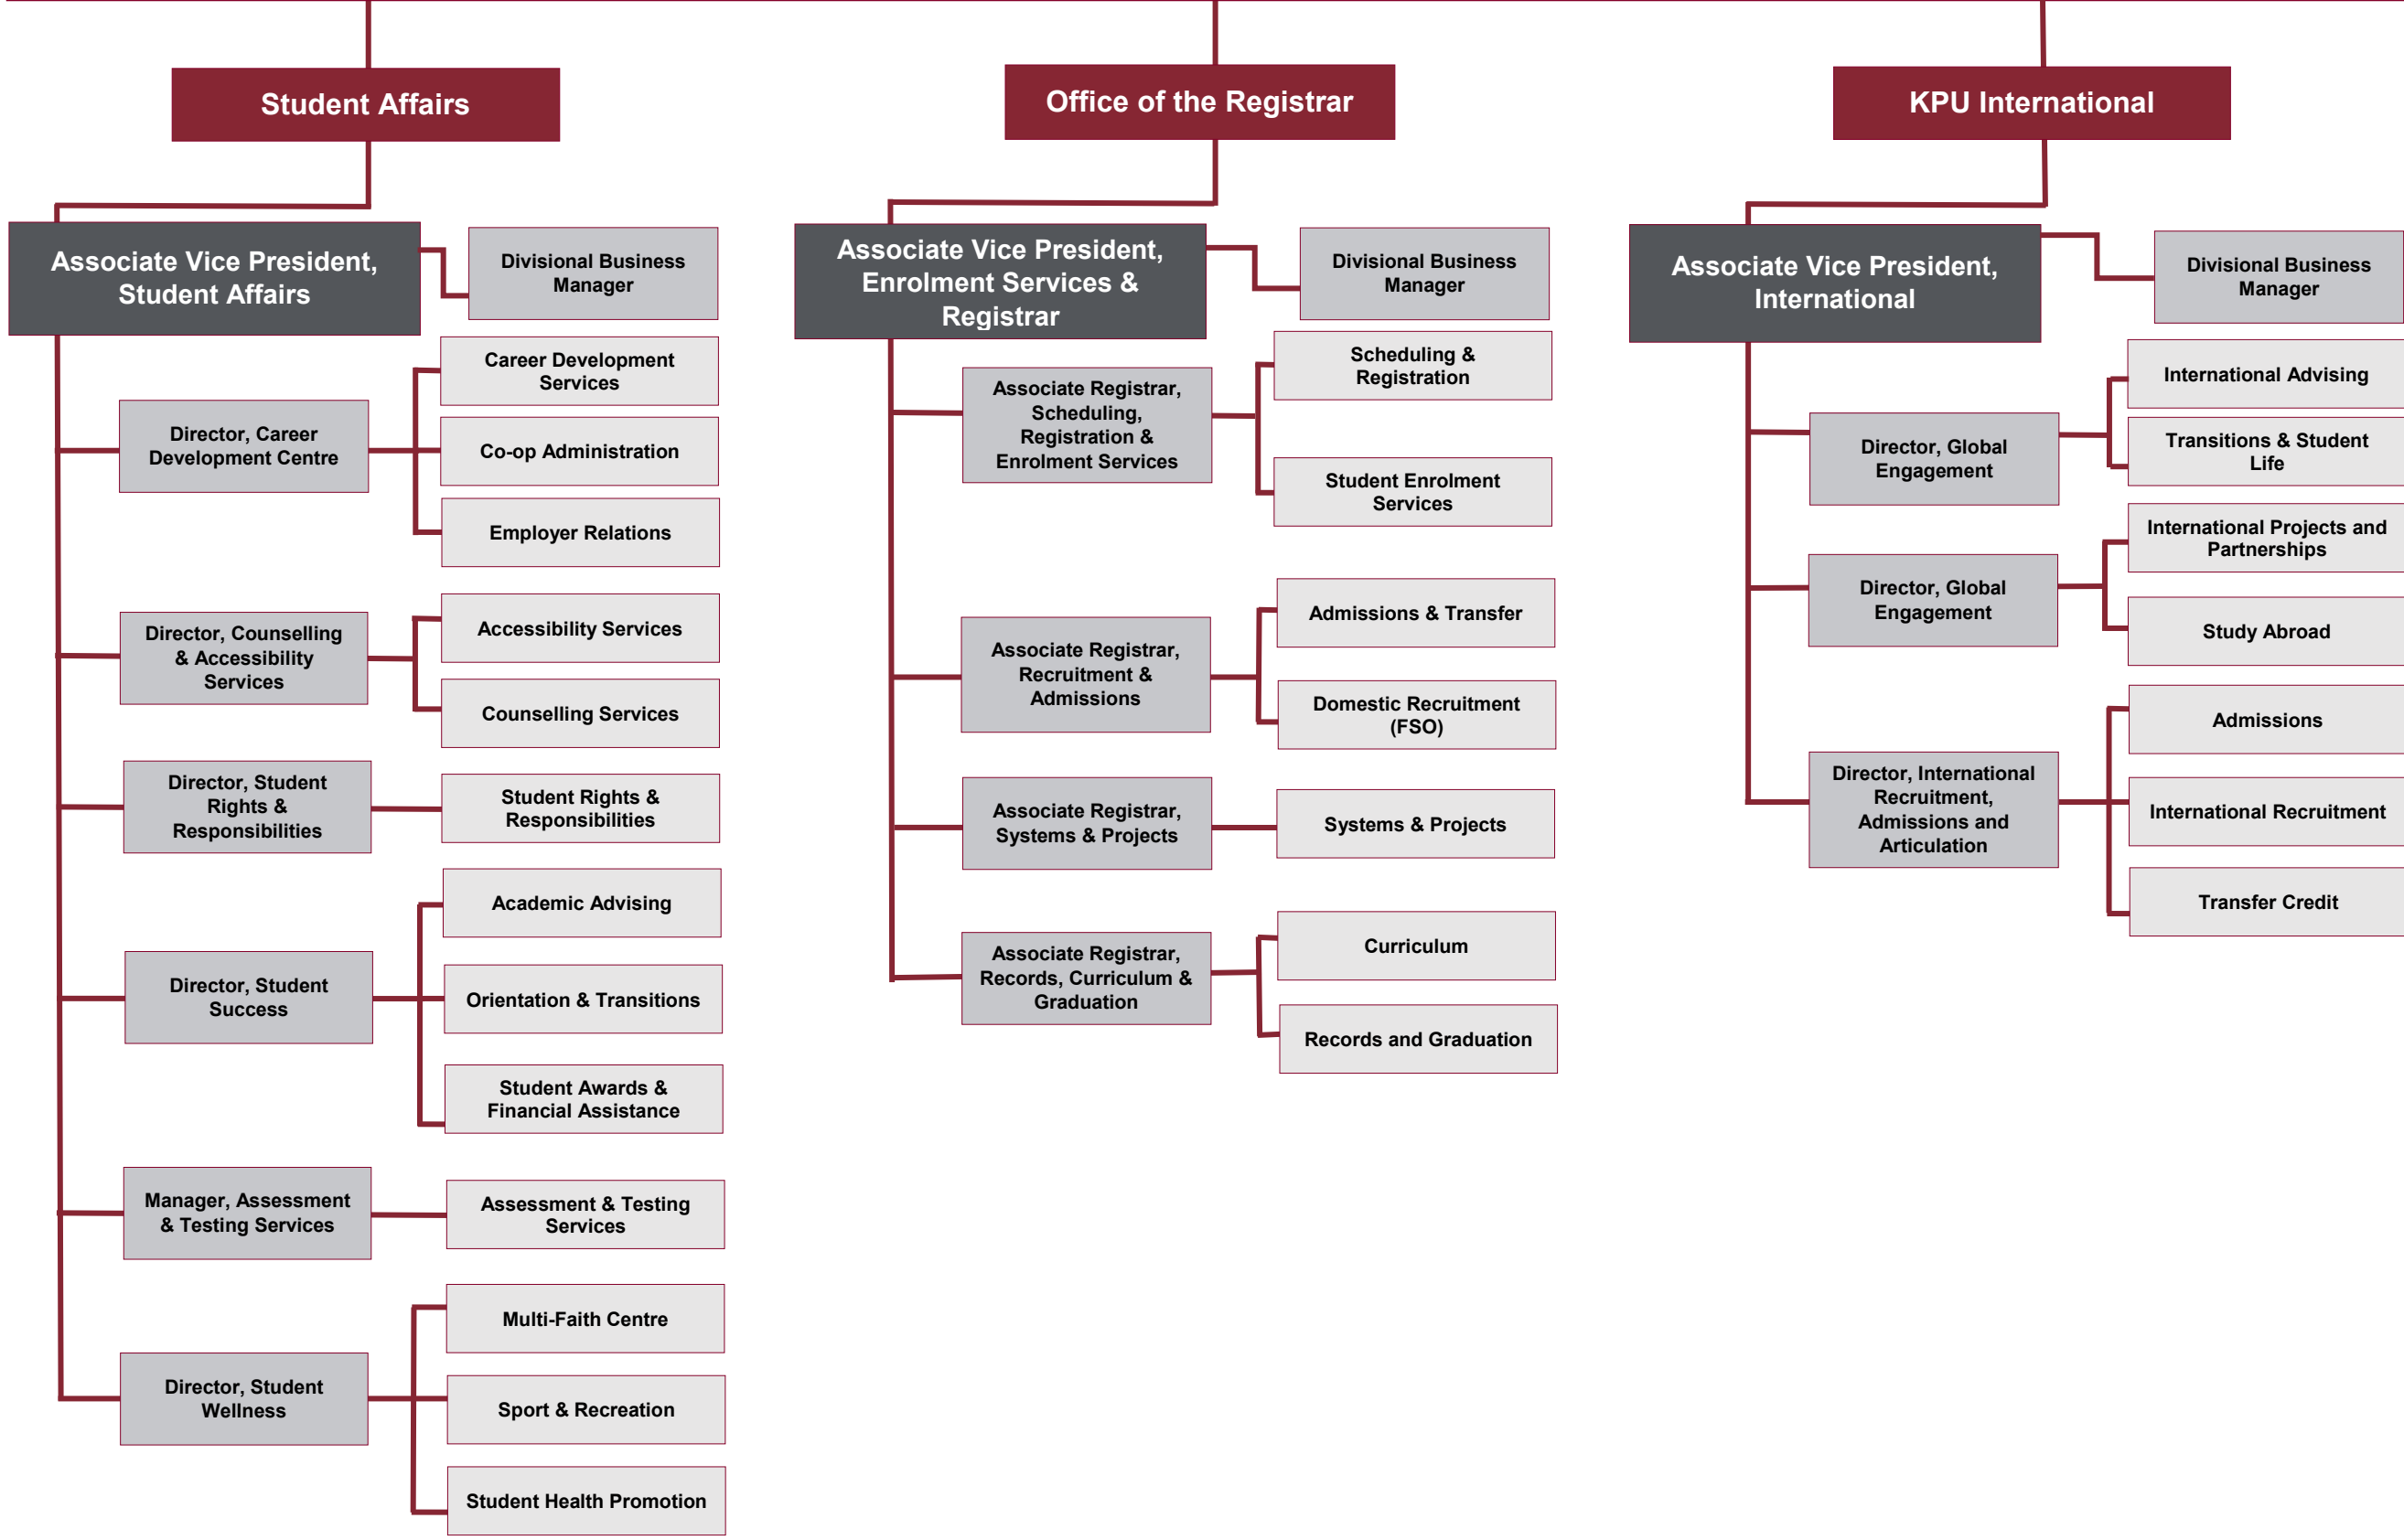 Student Affairs
Office of the Registrar
KPU International
Associate Vice President,
Student Affairs
Divisional Business
Manager
Career Development
Services
Director, Career
Development Centre
Co-op Administration
Employer Relations
Director, Counselling
& Accessibility
Services
Accessibility Services
Counselling Services
Director, Student
Rights &
Responsibilities
Student Rights &
Responsibilities
Academic Advising
Director, Student
Success
Orientation & Transitions
Student Awards &
Financial Assistance
Manager, Assessment
& Testing Services
Assessment & Testing
Services
Multi-Faith Centre
Director, Student
Wellness
Sport & Recreation
Student Health Promotion
Associate Vice President,
Enrolment Services &
Registrar
Divisional Business
Manager
Scheduling &
Registration
Associate Registrar,
Scheduling,
Registration &
Enrolment Services
Student Enrolment
Services
Admissions & Transfer
Associate Registrar,
Recruitment &
Admissions
Domestic Recruitment
(FSO)
Associate Registrar,
Systems & Projects
Systems & Projects
Curriculum
Associate Registrar,
Records, Curriculum &
Graduation
Records and Graduation
Associate Vice President,
International
Divisional Business
Manager
International Advising
Director, Global
Engagement
Transitions & Student
Life
International Projects and
Partnerships
Director, Global
Engagement
Study Abroad
Admissions
Director, International
Recruitment,
Admissions and
Articulation
International Recruitment
Transfer Credit